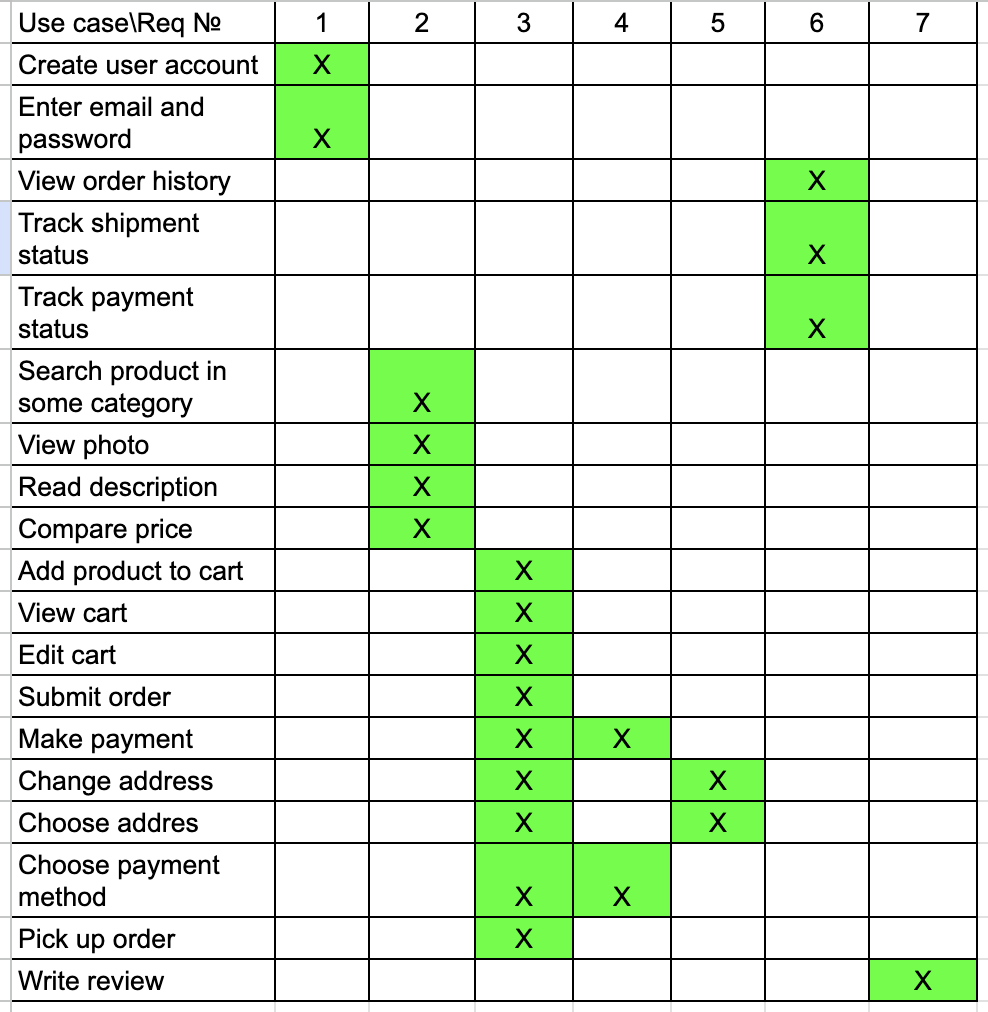 Use case\Req № 1 2 3 4 5 6 7
Create user account X
Enter email and
password X
View order history X
Track shipment
status X
Track payment
status X
Search product in
some category X
View photo X
Read description X
Compare price X
Add product to cart X
View cart X
Edit cart X
Submit order X
Make payment X X
Change address X X
Choose addres X X
Choose payment
method X X
Pick up order X
Write review X